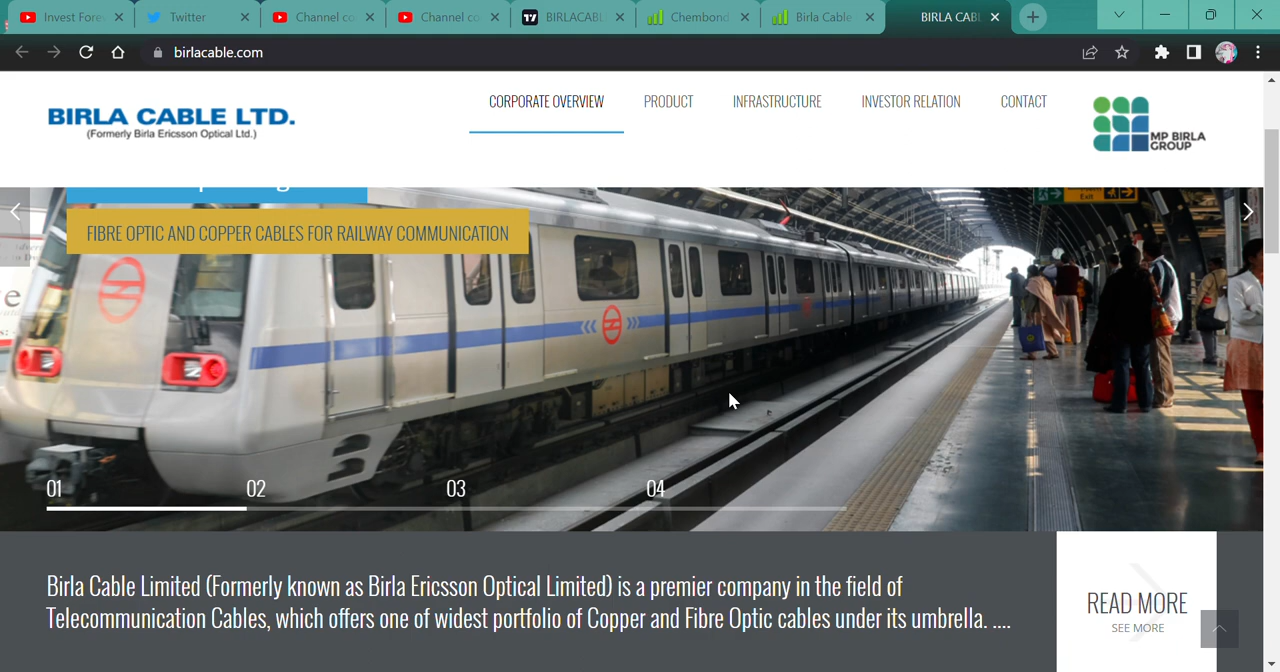 Invest Fores
Twitter
Channel co
Channel co
BIRLACABL
Chembond
Birla Cable
BIRLA CABL
birlacable.com
BIRLA CABLE LTD.
(Formerly Birla Ericsson Optical Ltd.)
CORPORATE OVERVIEW
PRODUCT
INFRASTRUCTURE
INVESTOR RELATION
CONTACT
MP BIRLA
GROUP
FIBRE OPTIC AND COPPER CABLES FOR RAILWAY COMMUNICATION
01
02
03
04
Birla Cable Limited (Formerly known as Birla Ericsson Optical Limited) is a premier company in the field of
Telecommunication Cables, which offers one of widest portfolio of Copper and Fibre Optic cables under its umbrella. ....
READ MORE
SEE MORE